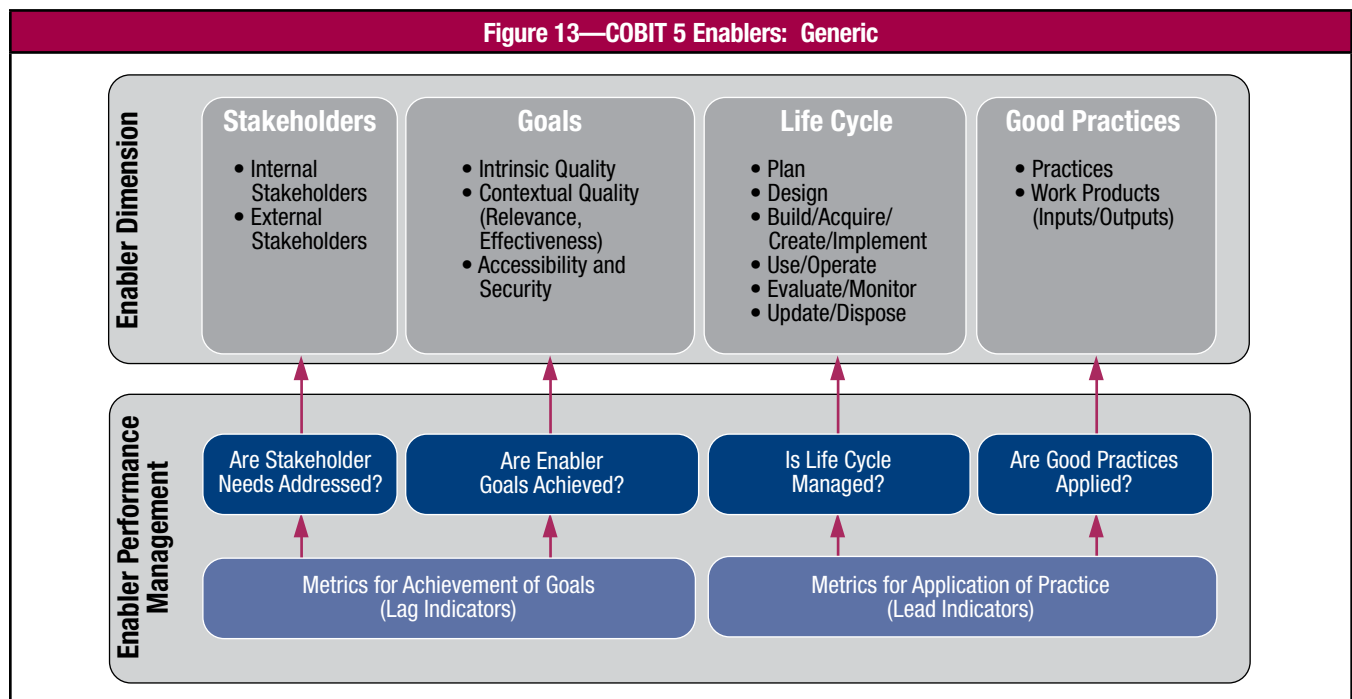 Figure 13—COBIT 5 Enablers: Generic
Enabler Dimension
Stakeholders
• Internal
Stakeholders
• External
Stakeholders
Goals
• Intrinsic Quality
• Contextual Quality
(Relevance,
Effectiveness)
• Accessibility and
Security
Life Cycle
• Plan
• Design
• Build/Acquire/
Create/Implement
• Use/Operate
• Evaluate/Monitor
• Update/Dispose
Good Practices
• Practices
• Work Products
(Inputs/Outputs)
Enabler Performance
Management
Are Stakeholder
Needs Addressed?
Are Enabler
Goals Achieved?
Is Life Cycle
Managed?
Are Good Practices
Applied?
Metrics for Achievement of Goals
(Lag Indicators)
Metrics for Application of Practice
(Lead Indicators)